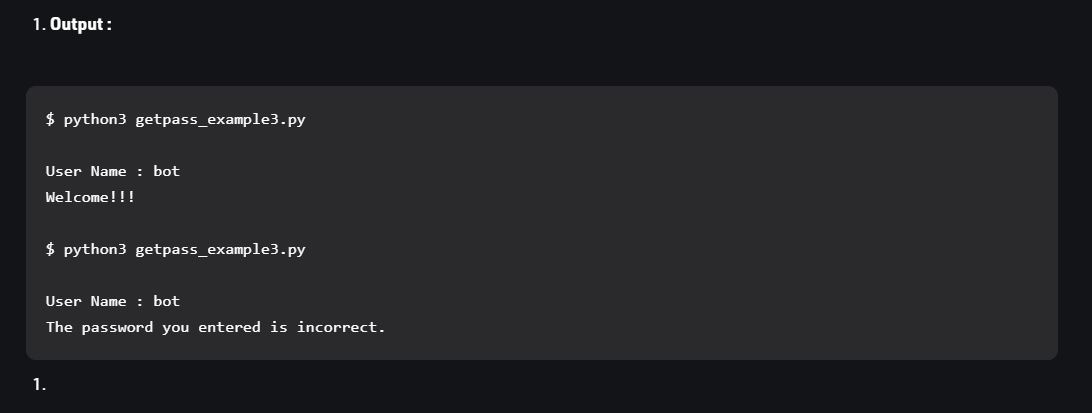 1. Output :
$ python3 getpass_example3.py
User Name : bot
Welcome!!!
$ python3 getpass_example3.py
User Name : bot
The password you entered is incorrect.
1.